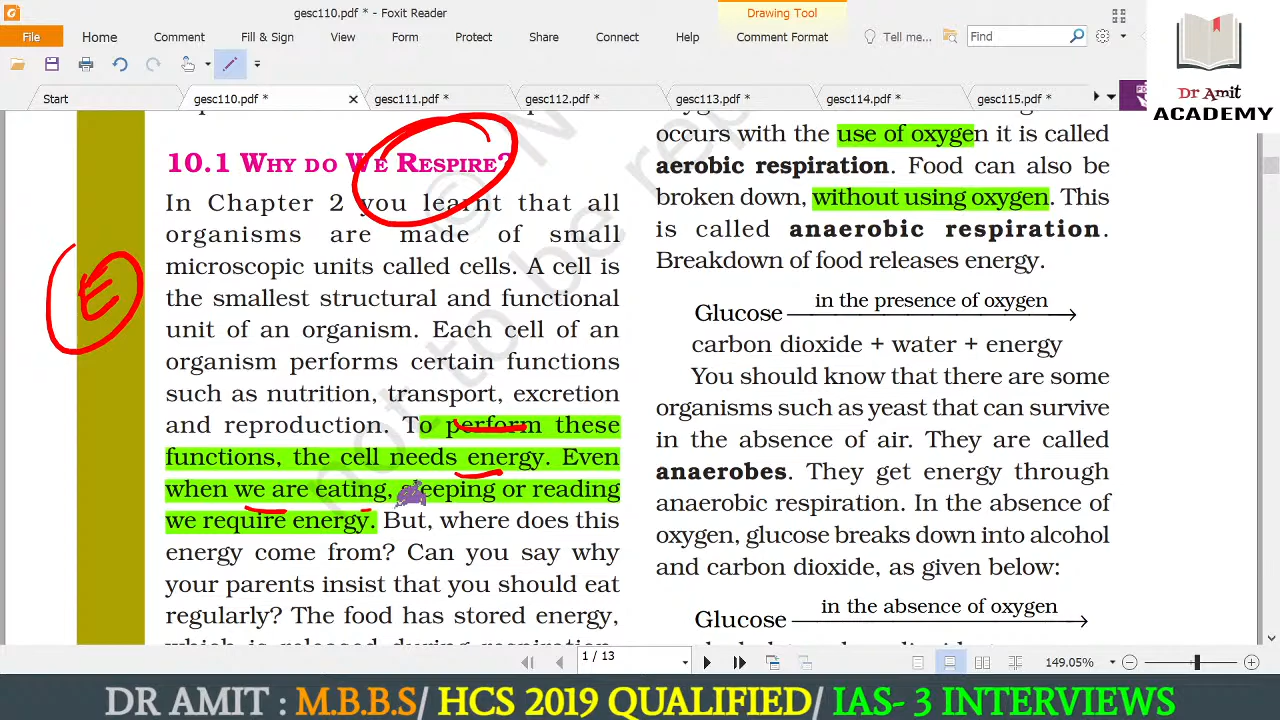 gesc110.pdf * - Foxit Reader
Drawing Tool
File
Home
Comment
Fill & Sign
View
Form
Protect
Share
Connect
Help
Comment Format
Tell me...
Find
Start
gesc110.pdf *
gesc111.pdf *
gesc112.pdf *
gesc113.pdf *
gesc114.pdf *
gesc115.pdf *
Dr Amit
ACADEMY
10.1 WHY DO WE RESPIRE?
In Chapter 2 you learnt that all
organisms are made of small
microscopic units called cells. A cell is
the smallest structural and functional
unit of an organism. Each cell of an
organism performs certain functions
such as nutrition, transport, excretion
and reproduction. To perform these
functions, the cell needs energy. Even
when we are eating, sleeping or reading
we require energy. But, where does this
energy come from? Can you say why
your parents insist that you should eat
regularly? The food has stored energy,
which is released during respiration.
E
occurs with the use of oxygen it is called
aerobic respiration. Food can also be
broken down, without using oxygen. This
is called anaerobic respiration.
Breakdown of food releases energy.
Glucose in the presence of oxygen
carbon dioxide + water + energy
You should know that there are some
organisms such as yeast that can survive
in the absence of air. They are called
anaerobes. They get energy through
anaerobic respiration. In the absence of
oxygen, glucose breaks down into alcohol
and carbon dioxide, as given below:
Glucose in the absence of oxygen
not to be rep
1 / 13
149.05%
DR AMIT : M.B.B.S/ HCS 2019 QUALIFIED/ IAS- 3 INTERVIEWS